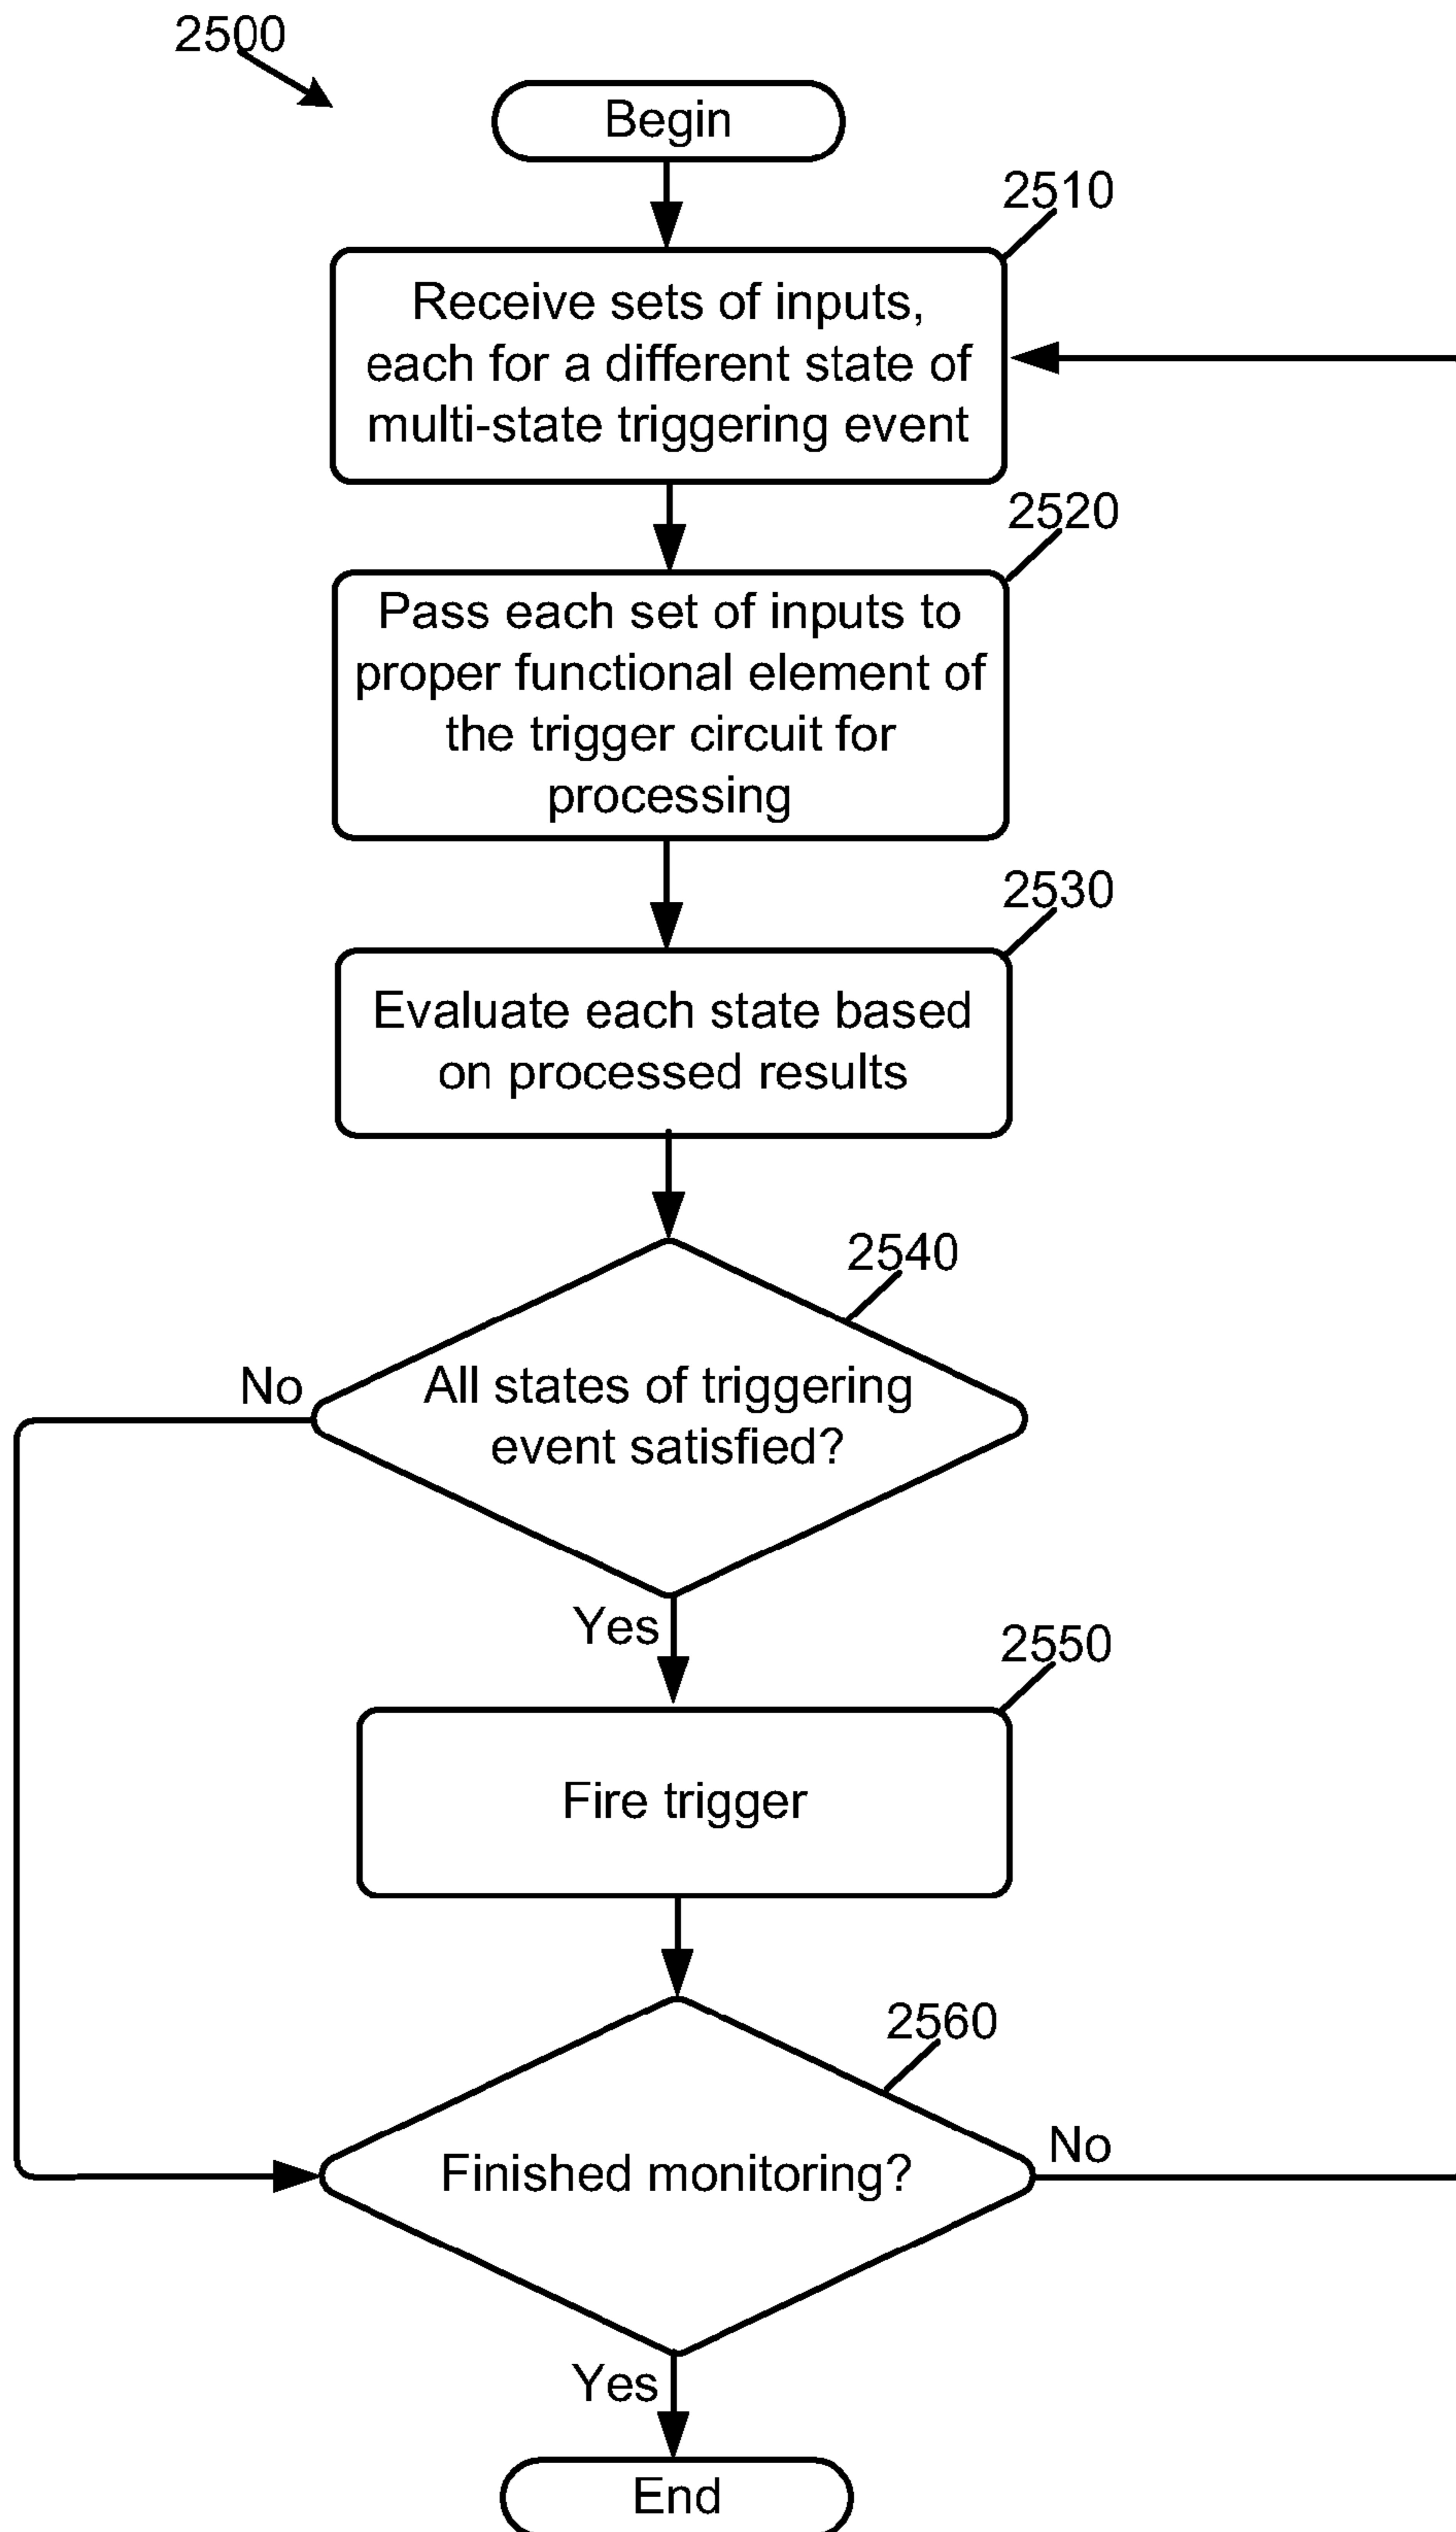 2500
Begin
2510
Receive sets of inputs,
each for a different state of
multi-state triggering event
2520
Pass each set of inputs to
proper functional element of
the trigger circuit for
processing
2530
Evaluate each state based
on processed results
2540
No
All states of triggering
event satisfied?
Yes
2550
Fire trigger
2560
Finished monitoring?
No
Yes
End